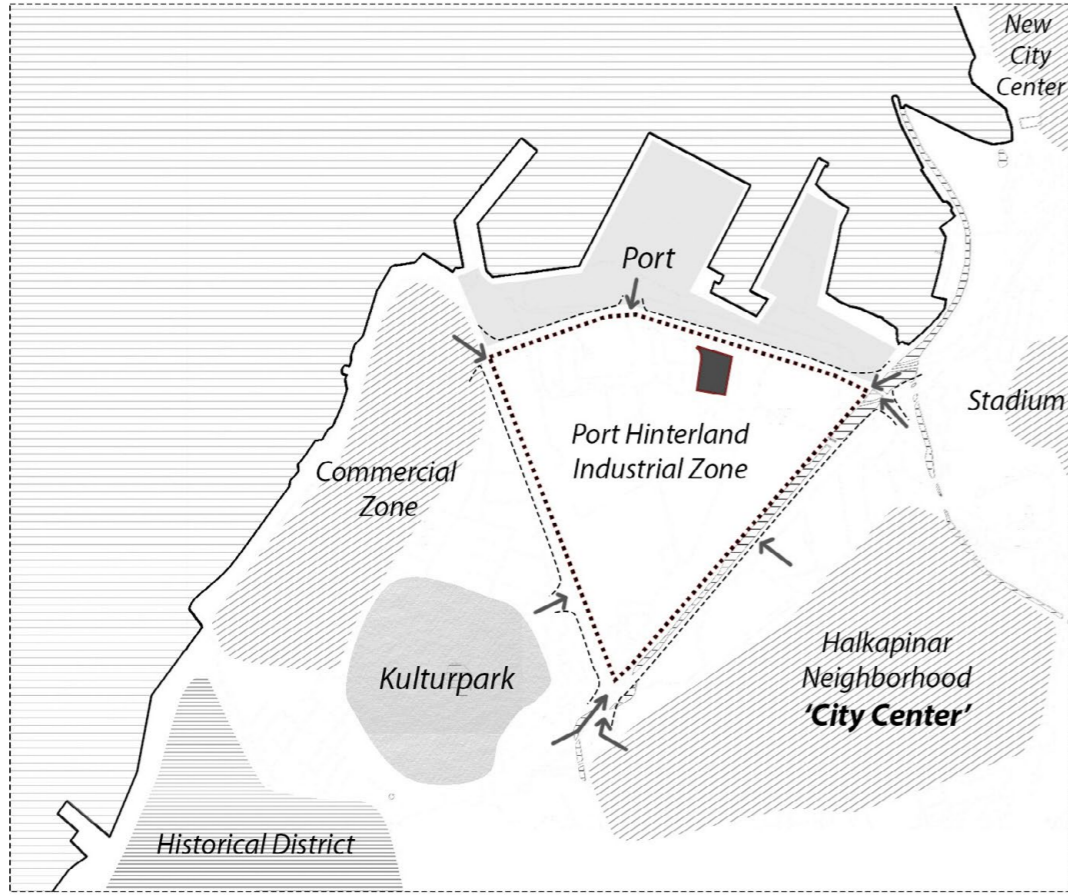 New
City
Center
Port
Stadium
Port Hinterland
Industrial Zone
Commercial
Zone
Kulturpark
Halkapinar
Neighborhood
‘City Center’
Historical District